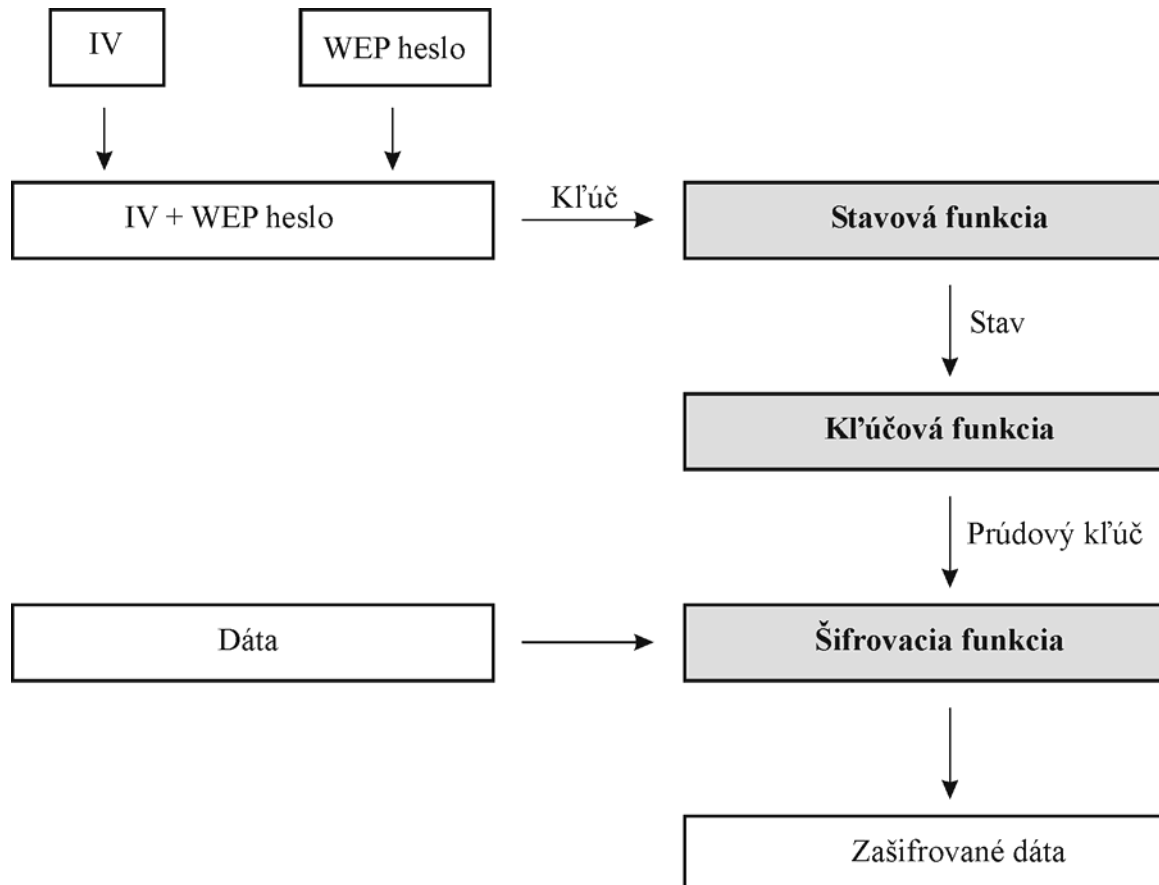 IV
WEP heslo
IV + WEP heslo
Kľúč
Stavová funkcia
Stav
Kľúčová funkcia
Prúdový kľúč
Dáta
Šifrovacia funkcia
Zašifrované dáta